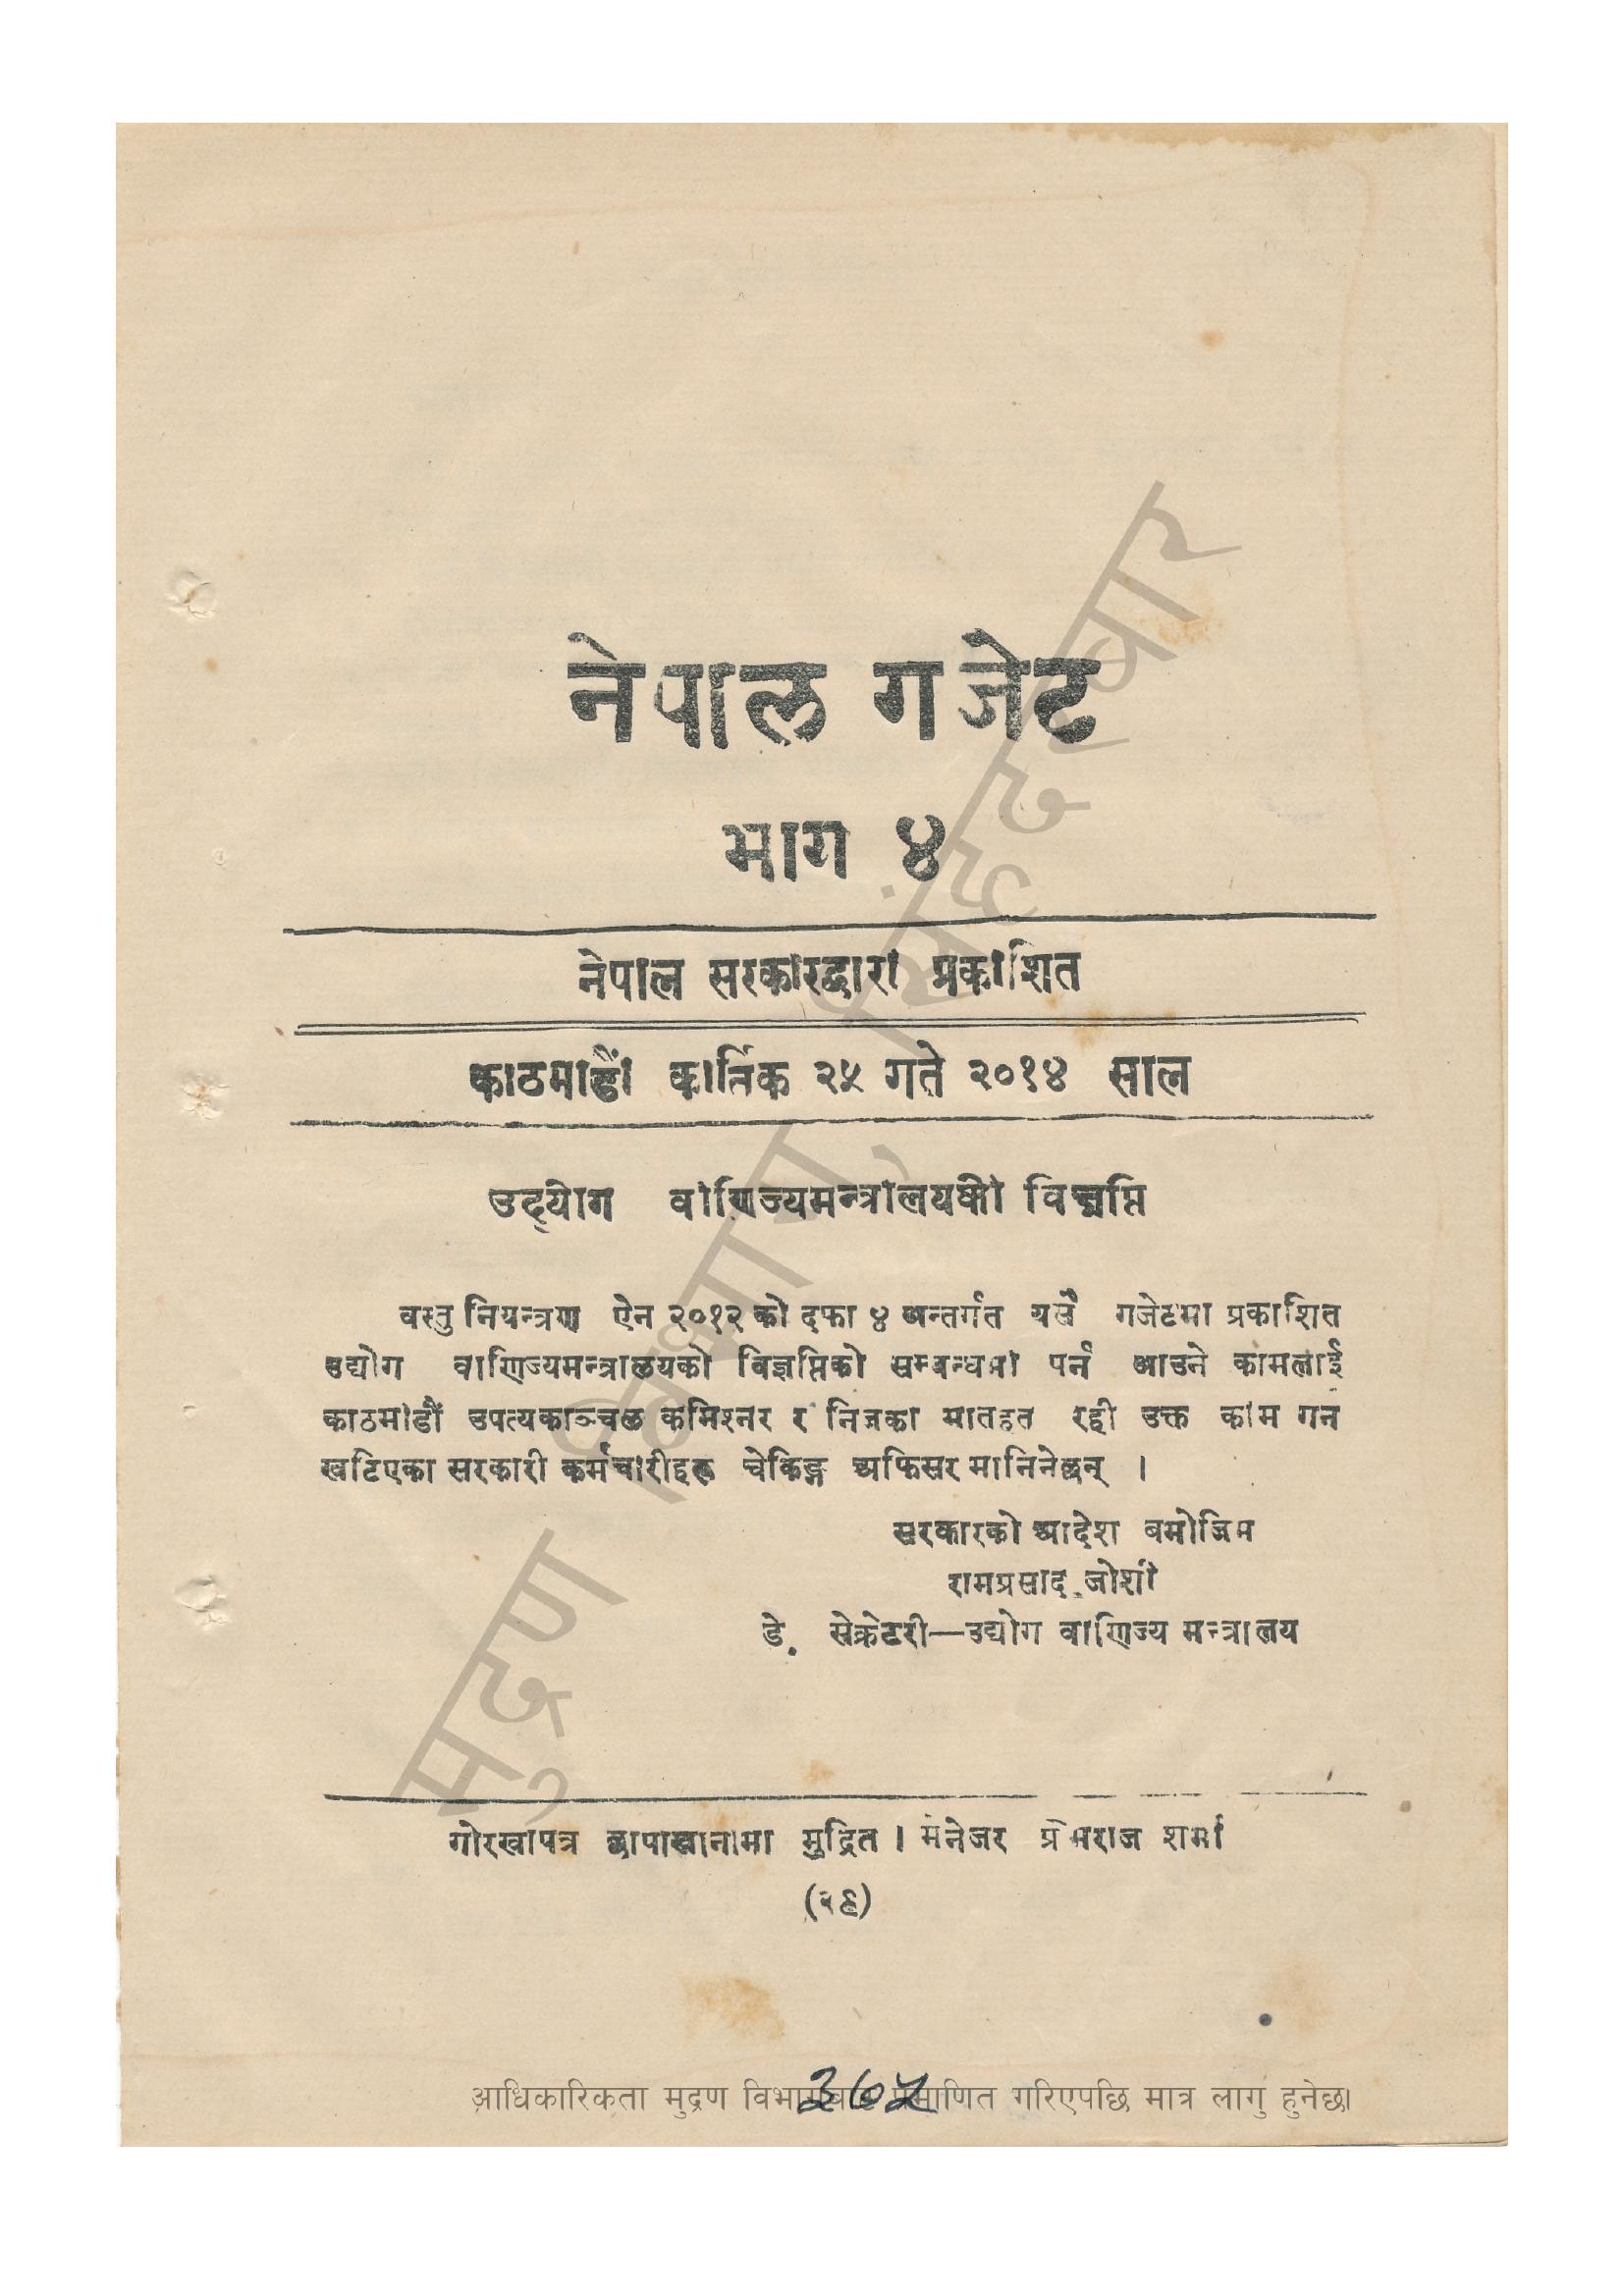 नेपाल गजेट
भाग ४
नेपाल सरकारद्वारा प्रकाशित
काठमाडौं कार्त्तिक २५ गते २०१४ साल
उद्योग वाणिज्यमन्त्रालयको विज्ञप्ति
वस्तु नियन्त्रण ऐन २०१२ को दफा ४ अन्तर्गत यसै गजेटमा प्रकाशित
उद्योग वाणिज्यमन्त्रालयको विज्ञप्तिको सम्बन्धमा पर्न आउने कामलाई
काठमाडौं उपत्यकाञ्चल कमिश्नर र निजका मातहत रही उक्त काम गर्न
खटिएका सरकारी कर्मचारीहरू चेकिङ्ग अफिसर मानिनेछन् ।
सरकारको आदेश बमोजिम
रामप्रसाद जोशी
डे. सेक्रेटरी—उद्योग वाणिज्य मन्त्रालय
गोरखापत्र छापाखानामा मुद्रित । मेनेजर प्रेमराज शर्मा
(२९)
३७५
आधिकारिकता मुद्रण विभागबाट प्रमाणित गरिएपछि मात्र लागु हुनेछ।
मुद्रण विभाग, सिंहदरबार